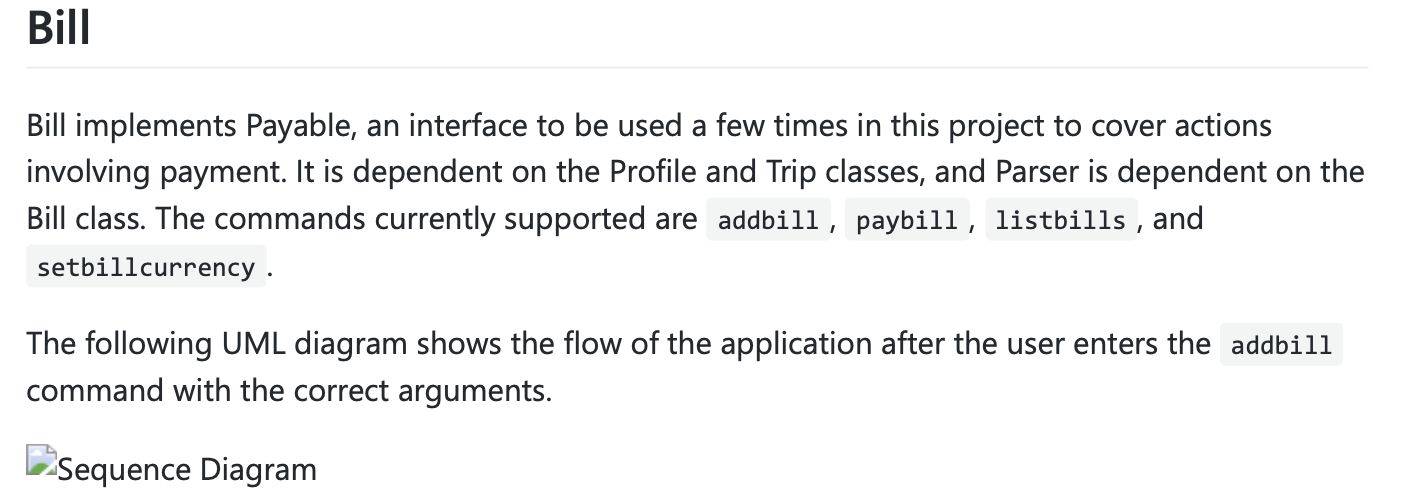 Bill
Bill implements Payable, an interface to be used a few times in this project to cover actions
involving payment. It is dependent on the Profile and Trip classes, and Parser is dependent on the
Bill class. The commands currently supported are addbill, paybill, listbills, and
setbillcurrency.
The following UML diagram shows the flow of the application after the user enters the addbill
command with the correct arguments.
Sequence Diagram